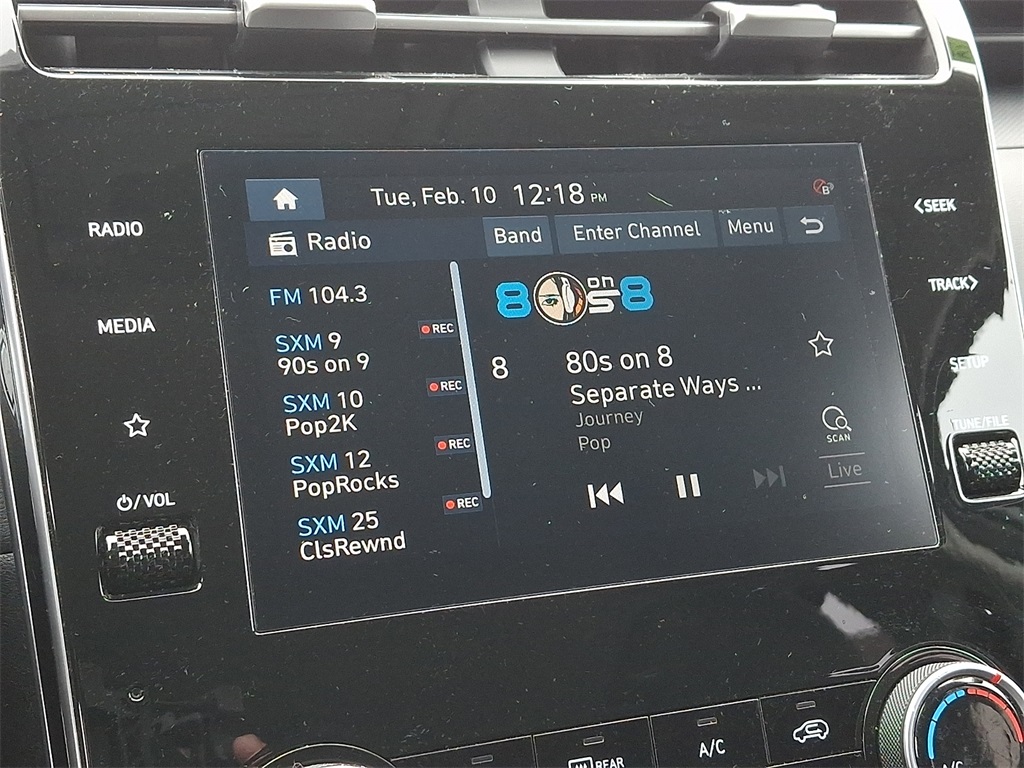 Tue, Feb. 10 12:18 PM
Radio Band Enter Channel Menu
FM 104.3
SXM 9 REC
90s on 9
SXM 10 REC
Pop2K
SXM 12 REC
PopRocks
SXM 25 REC
ClsRewnd
80s on 8
8 80s on 8
Separate Ways ...
Journey
Pop
SCAN
Live
RADIO
MEDIA
/VOL
SEEK
TRACK
SETUP
TUNE/FILE
REAR
A/C
A/C